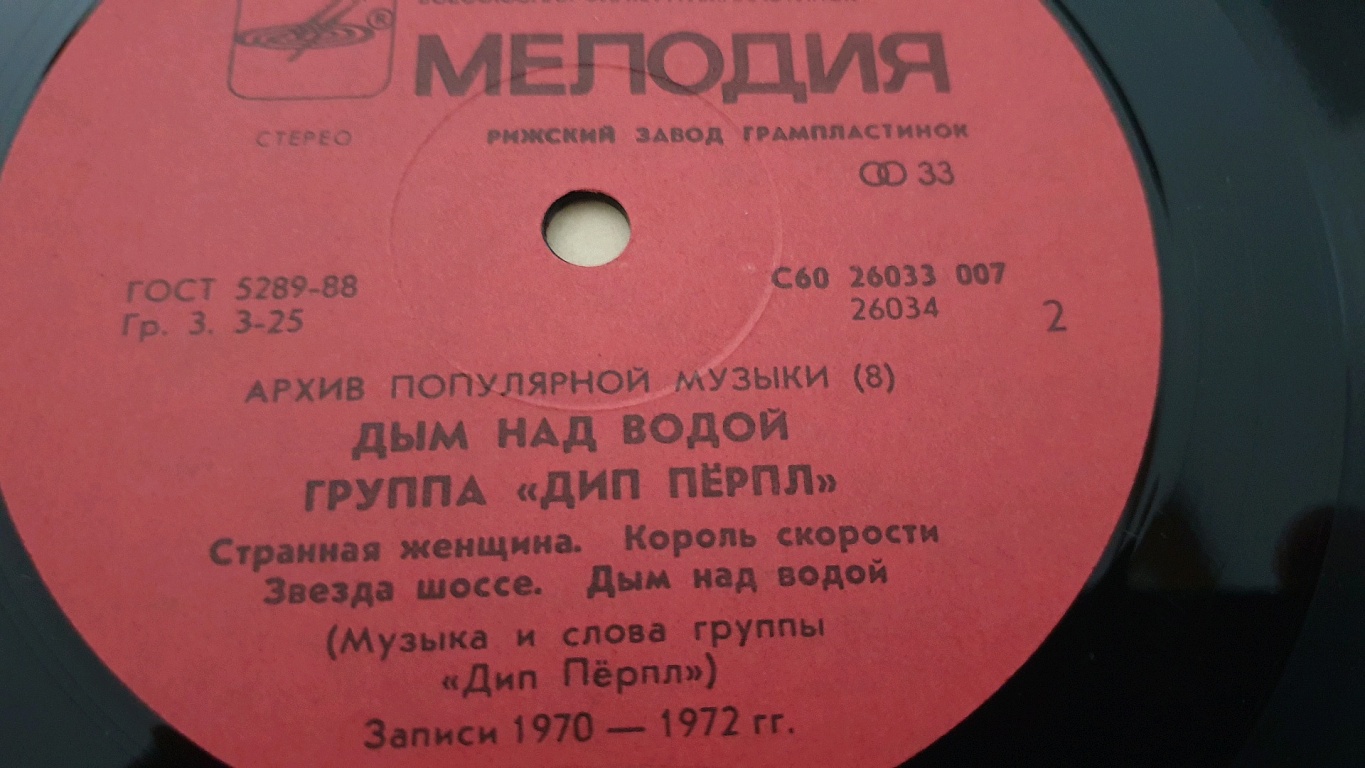 ®
МЕЛОДИЯ
СТЕРЕО
РИЖСКИЙ ЗАВОД ГРАМПЛАСТИНОК
33
ГОСТ 5289-88
Гр. 3. 3-25
С60 26033 007
26034
2
АРХИВ ПОПУЛЯРНОЙ МУЗЫКИ (8)
ДЫМ НАД ВОДОЙ
ГРУППА «ДИП ПЁРПЛ»
Странная женщина. Король скорости
Звезда шоссе. Дым над водой
(Музыка и слова группы
«Дип Пёрпл»)
Записи 1970 — 1972 гг.